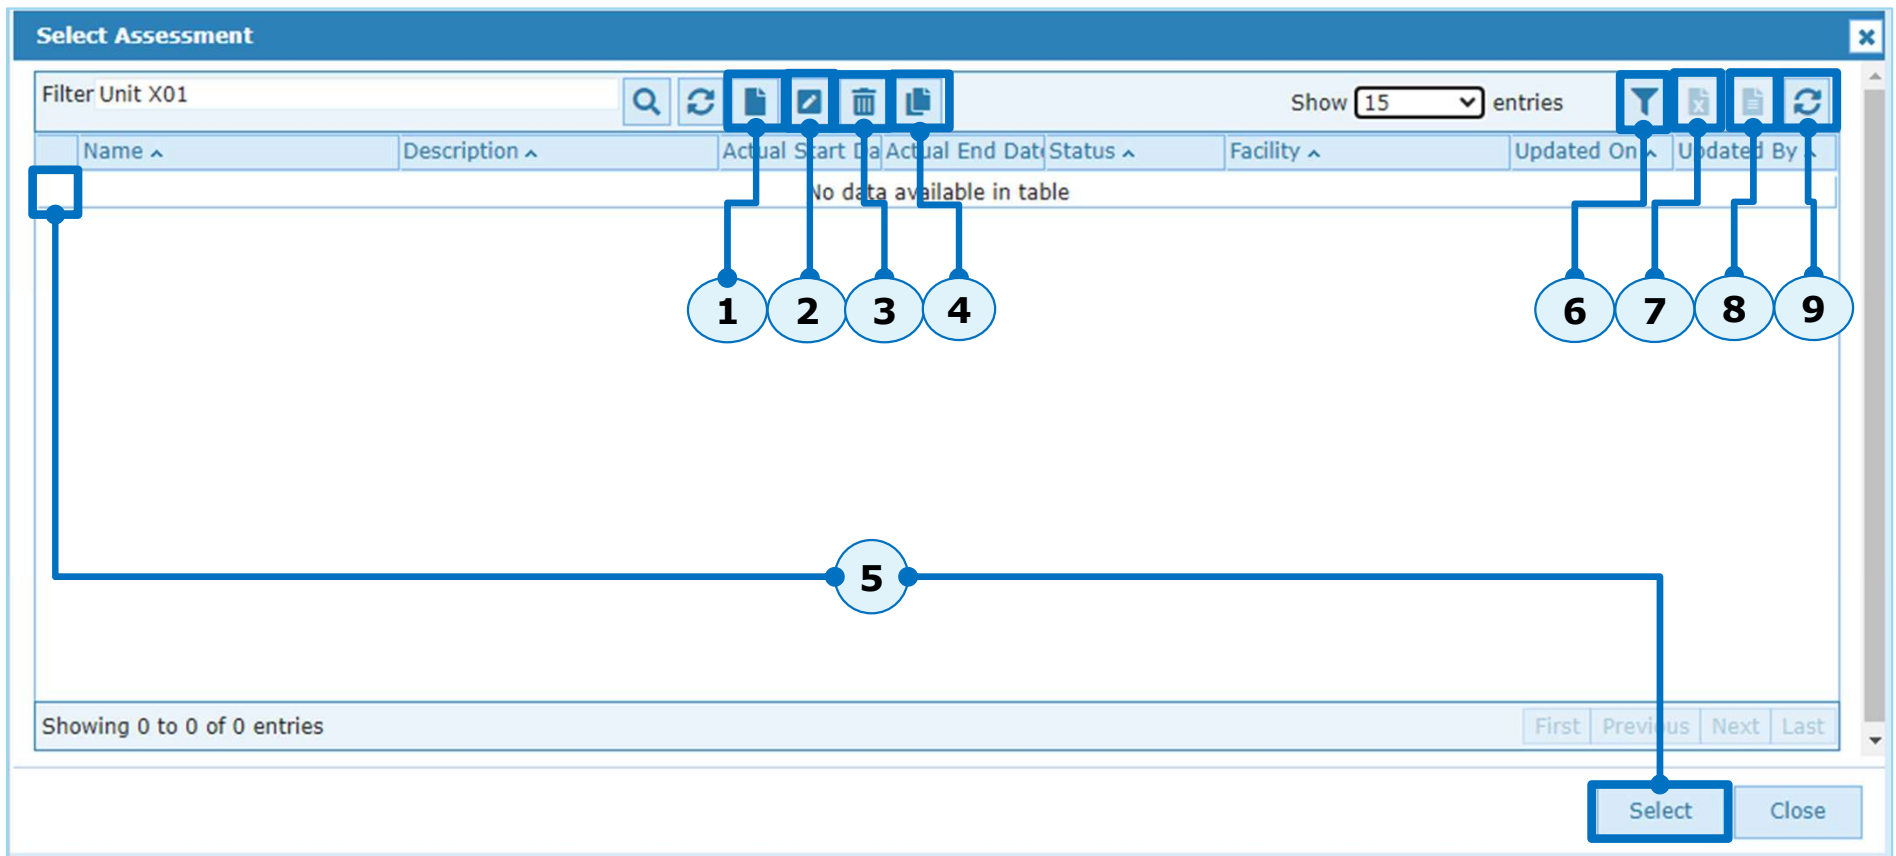 Select Assessment
Filter Unit X01
Show 15 entries
Name Description Actual Start Da Actual End Date Status Facility Updated On Updated By
No data available in table
1 2 3 4 6 7 8 9
5
Showing 0 to 0 of 0 entries
First Previous Next Last
Select Close